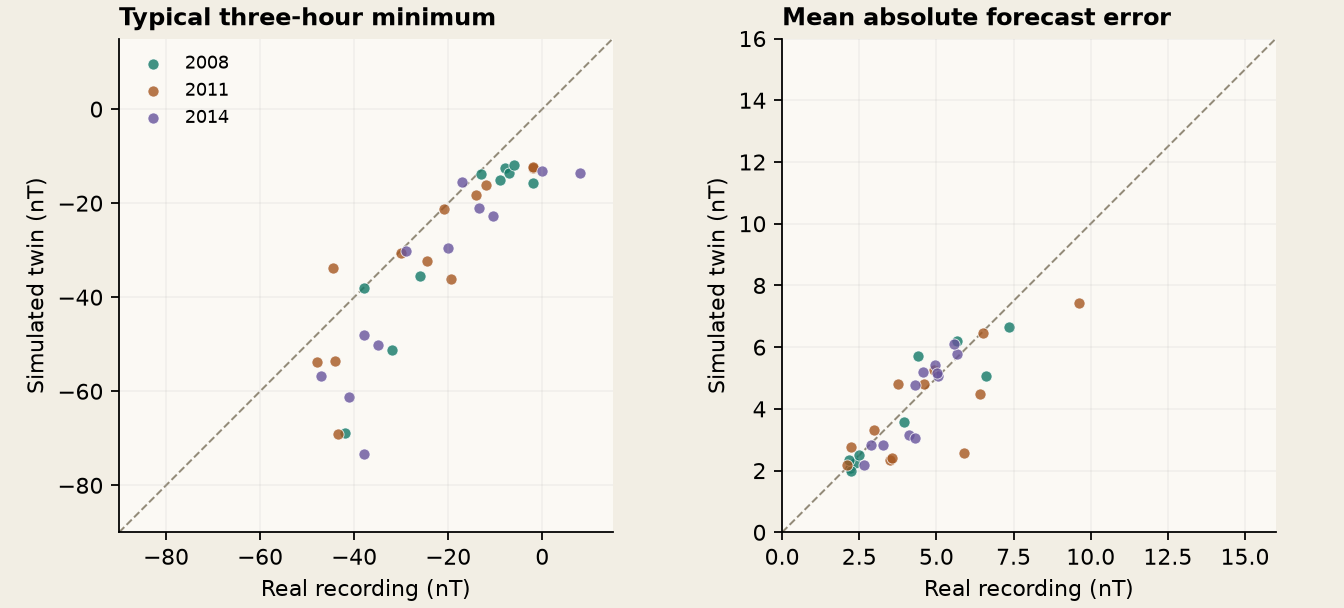 Typical three-hour minimum
2008
2011
2014
0
−20
−40
−60
−80
Simulated twin (nT)
−80 −60 −40 −20 0
Real recording (nT)
Mean absolute forecast error
16
14
12
10
8
6
4
2
0
Simulated twin (nT)
0.0 2.5 5.0 7.5 10.0 12.5 15.0
Real recording (nT)